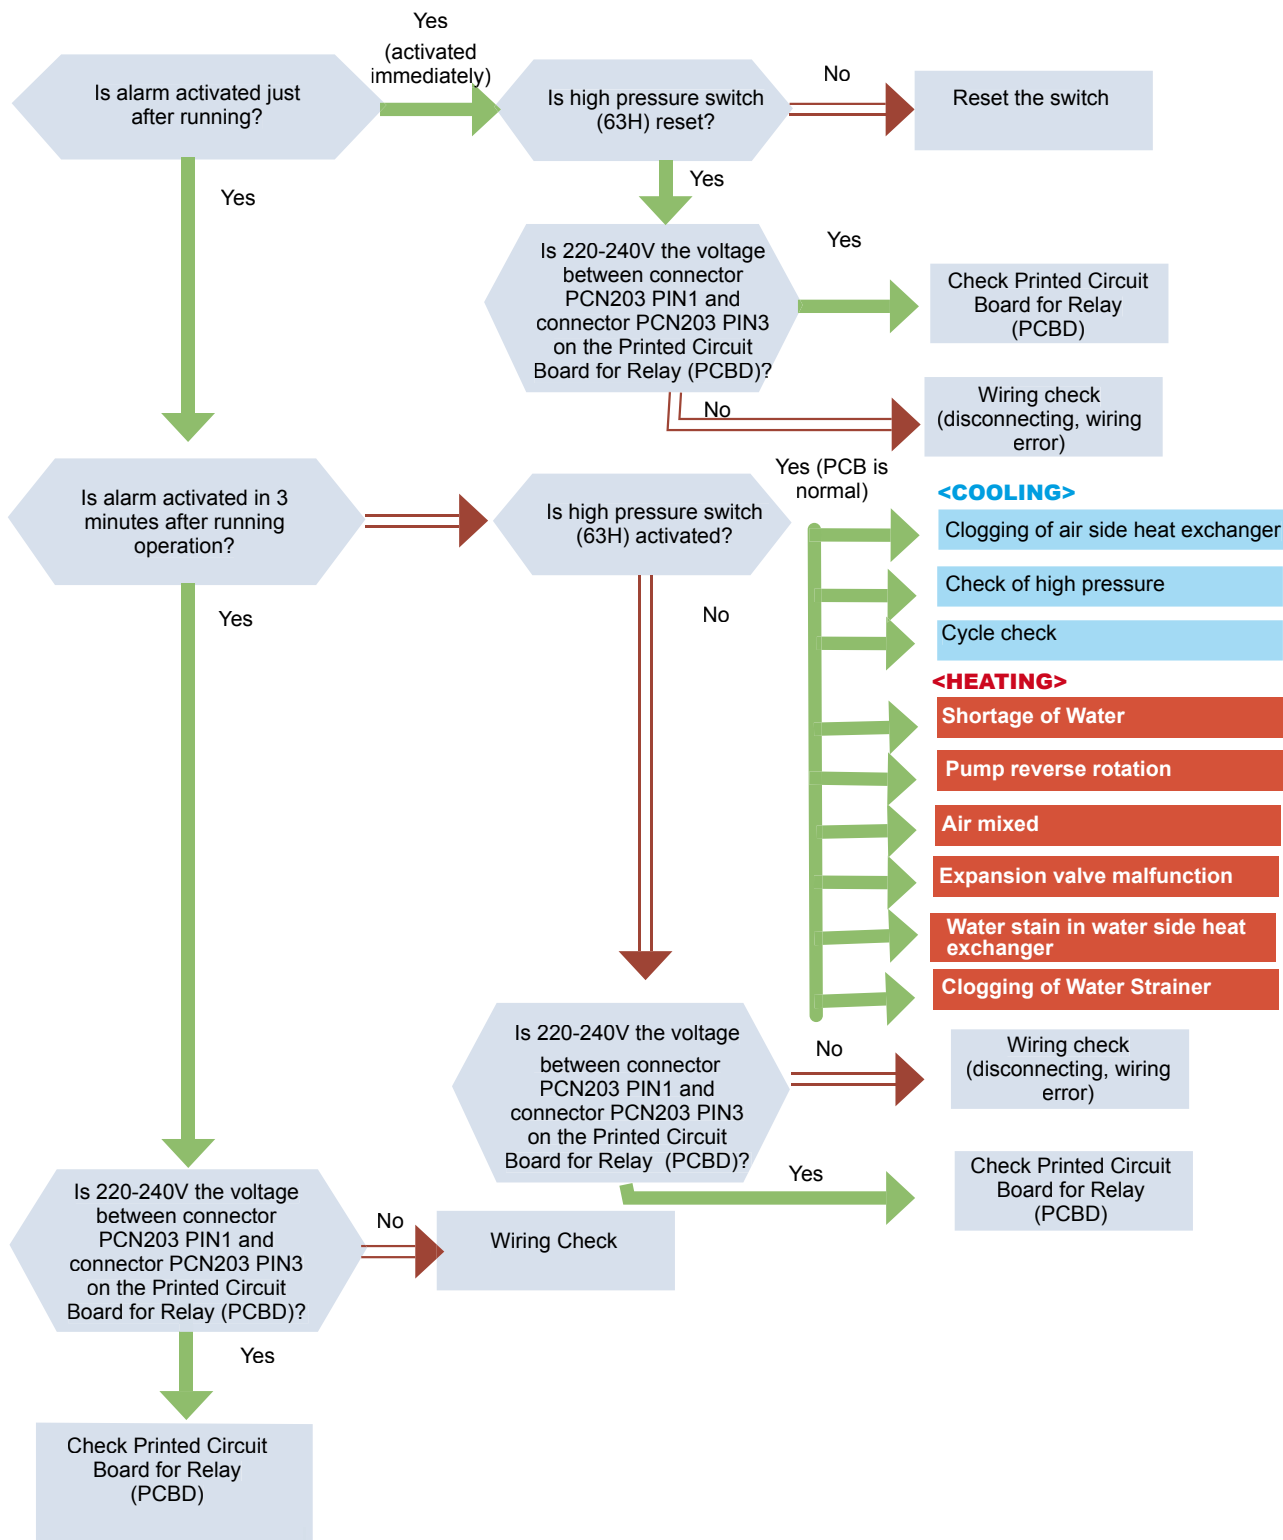 Yes
(activated
immediately)
Is alarm activated just
after running?
Is high pressure switch
(63H) reset?
No
Reset the switch
Yes
Yes
Is 220-240V the voltage
between connector
PCN203 PIN1 and
connector PCN203 PIN3
on the Printed Circuit
Board for Relay (PCBD)?
Yes
Check Printed Circuit
Board for Relay
(PCBD)
No
Wiring check
(disconnecting, wiring
error)
Is alarm activated in 3
minutes after running
operation?
Is high pressure switch
(63H) activated?
Yes (PCB is
normal)
<COOLING>
Clogging of air side heat exchanger
Check of high pressure
Cycle check
<HEATING>
Shortage of Water
Pump reverse rotation
Air mixed
Expansion valve malfunction
Water stain in water side heat
exchanger
Clogging of Water Strainer
Yes
No
Is 220-240V the voltage
between connector
PCN203 PIN1 and
connector PCN203 PIN3
on the Printed Circuit
Board for Relay (PCBD)?
No
Wiring check
(disconnecting, wiring
error)
Yes
Check Printed Circuit
Board for Relay
(PCBD)
Is 220-240V the voltage
between connector
PCN203 PIN1 and
connector PCN203 PIN3
on the Printed Circuit
Board for Relay (PCBD)?
No
Wiring Check
Yes
Check Printed Circuit
Board for Relay
(PCBD)